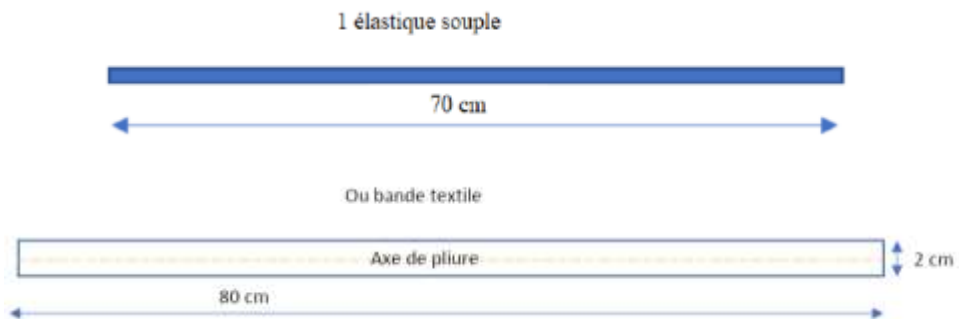 1 élastique souple
70 cm
Ou bande textile
Axe de pliure
2 cm
80 cm